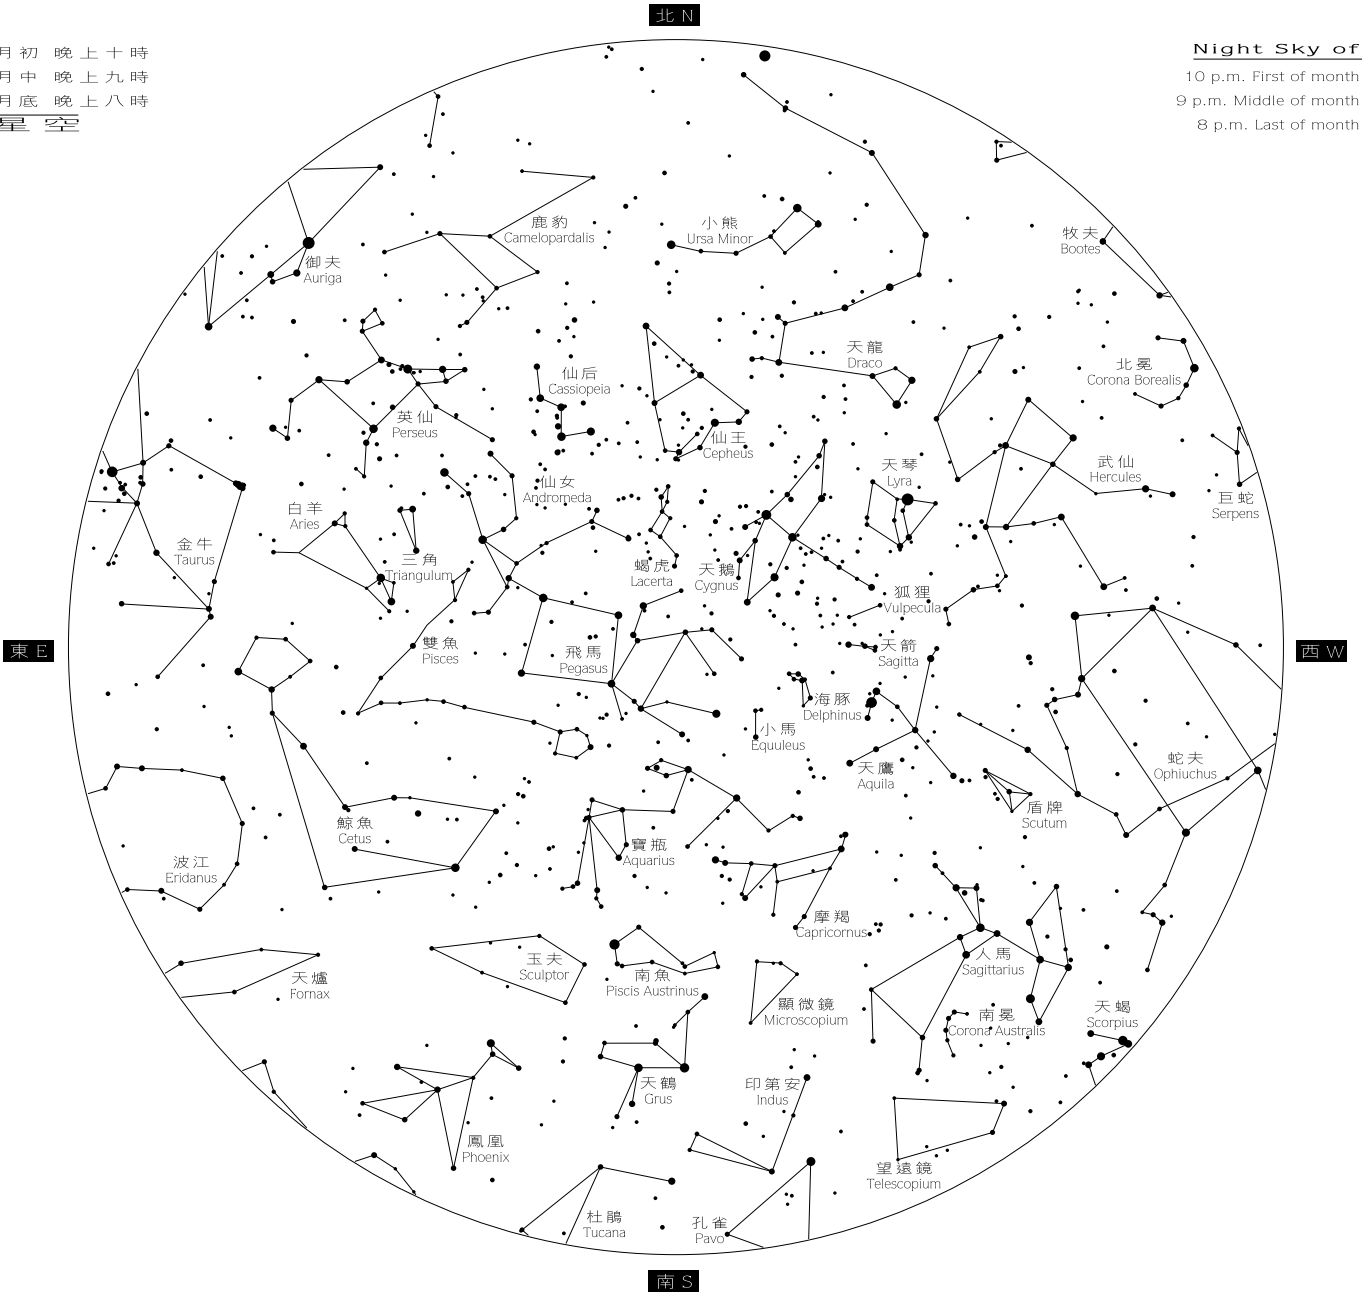 北 N
月初 晚上十時
月中 晚上九時
月底 晚上八時
星空
Night Sky of
10 p.m. First of month
9 p.m. Middle of month
8 p.m. Last of month
鹿豹
Camelopardalis
小熊
Ursa Minor
牧夫
Bootes
御夫
Auriga
天龍
Draco
北冕
Corona Borealis
仙后
Cassiopeia
英仙
Perseus
仙王
Cepheus
武仙
Hercules
天琴
Lyra
仙女
Andromeda
巨蛇
Serpens
白羊
Aries
金牛
Taurus
三角
Triangulum
蝎虎
Lacerta
天鵝
Cygnus
狐狸
Vulpecula
雙魚
Pisces
飛馬
Pegasus
天箭
Sagitta
東 E
西 W
海豚
Delphinus
小馬
Equuleus
天鷹
Aquila
蛇夫
Ophiuchus
盾牌
Scutum
鯨魚
Cetus
寶瓶
Aquarius
波江
Eridanus
摩羯
Capricornus
人馬
Sagittarius
玉夫
Sculptor
南魚
Piscis Austrinus
天爐
Fornax
顯微鏡
Microscopium
南冕
Corona Australis
天蝎
Scorpius
天鶴
Grus
印第安
Indus
鳳凰
Phoenix
望遠鏡
Telescopium
杜鵑
Tucana
孔雀
Pavo
南 S